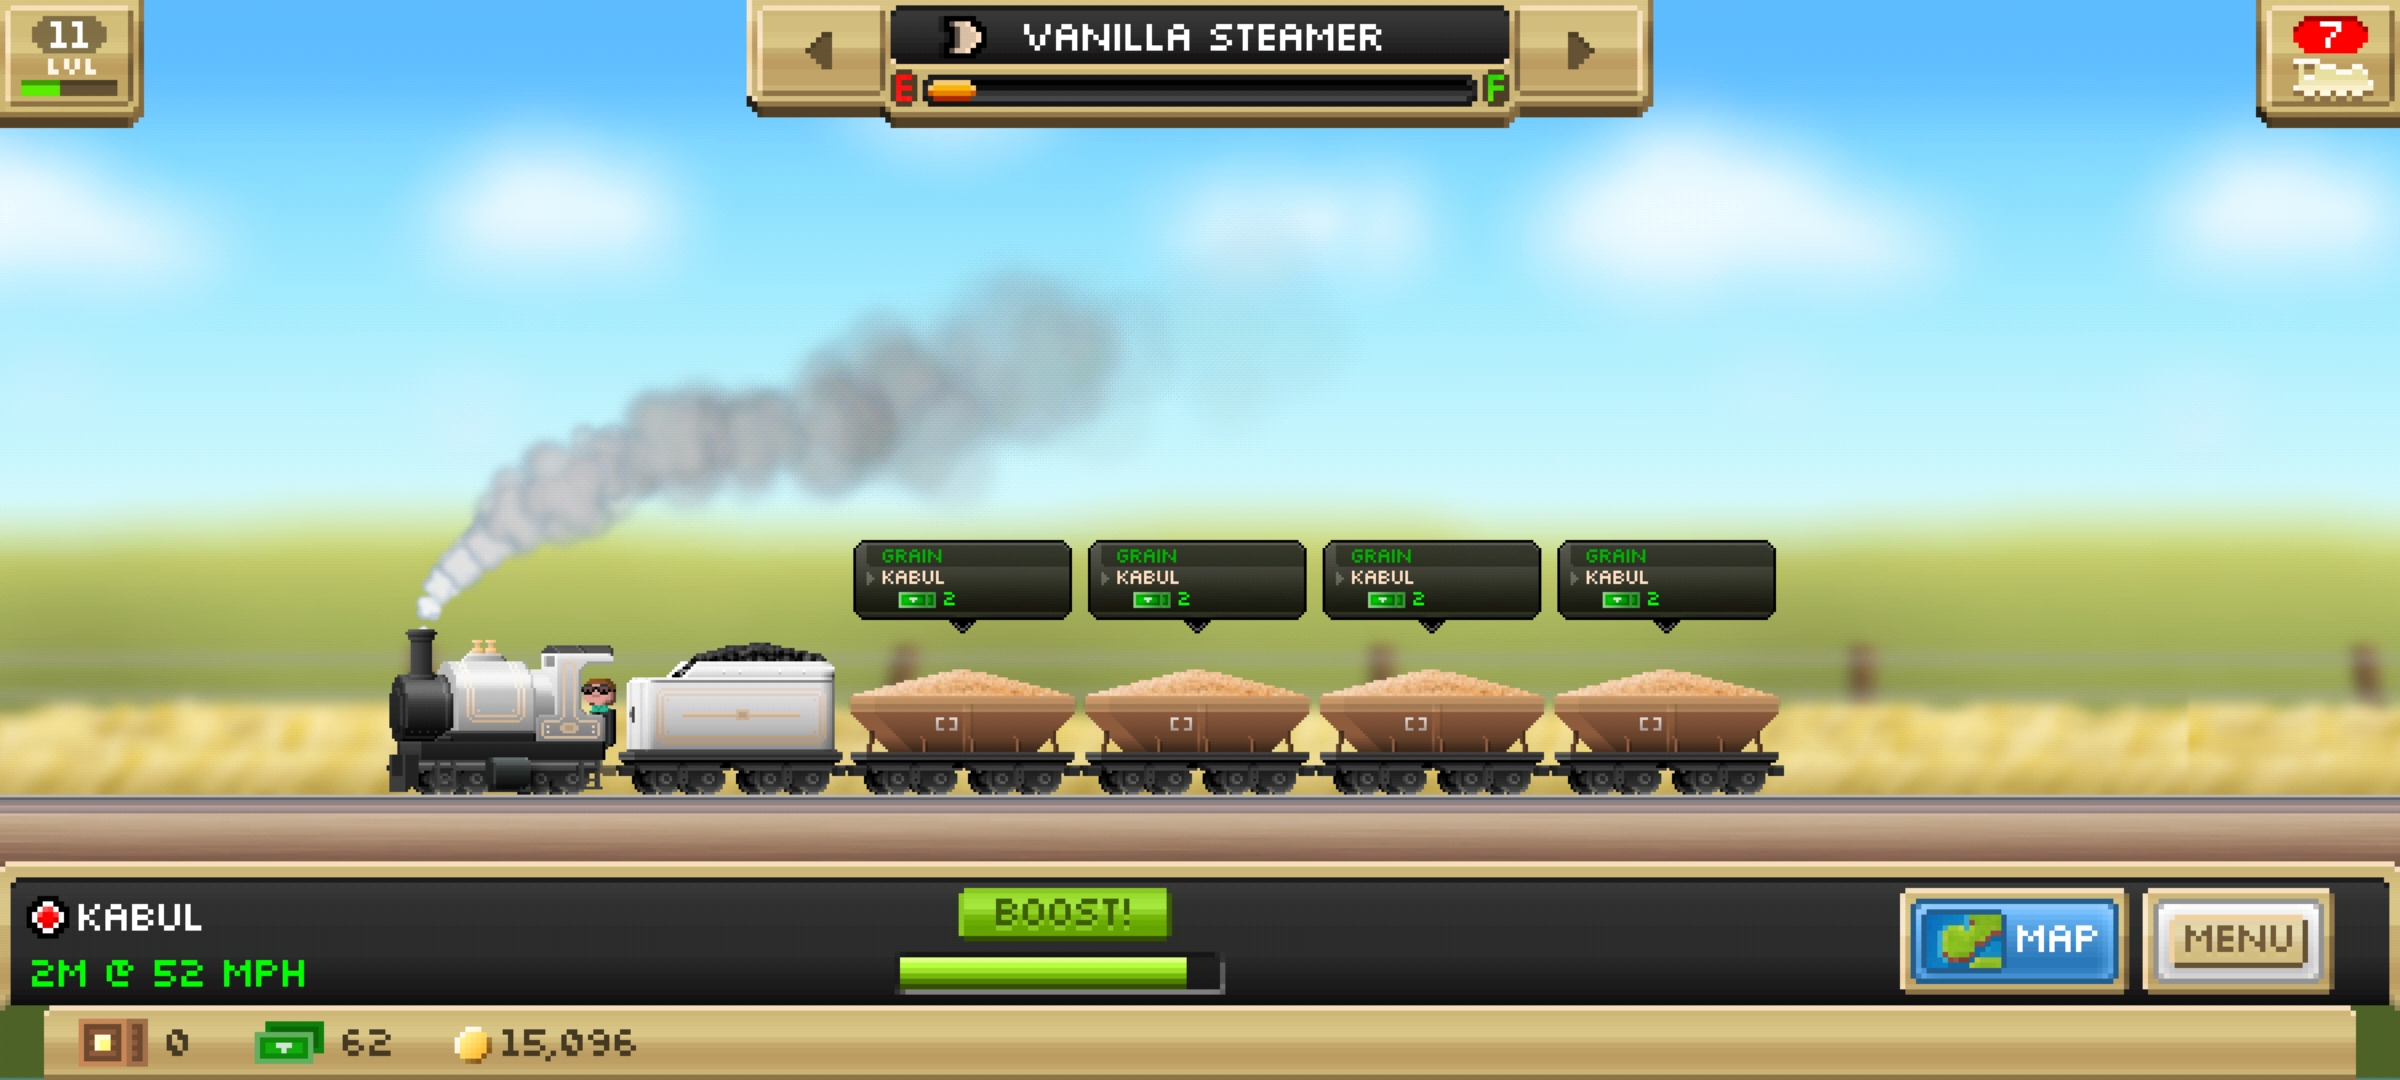 11
LVL
VANILLA STEAMER
E
F
7
GRAIN
KABUL
2
GRAIN
KABUL
2
GRAIN
KABUL
2
GRAIN
KABUL
2
KABUL
2M @ 52 MPH
BOOST!
MAP
MENU
0
62
15,096